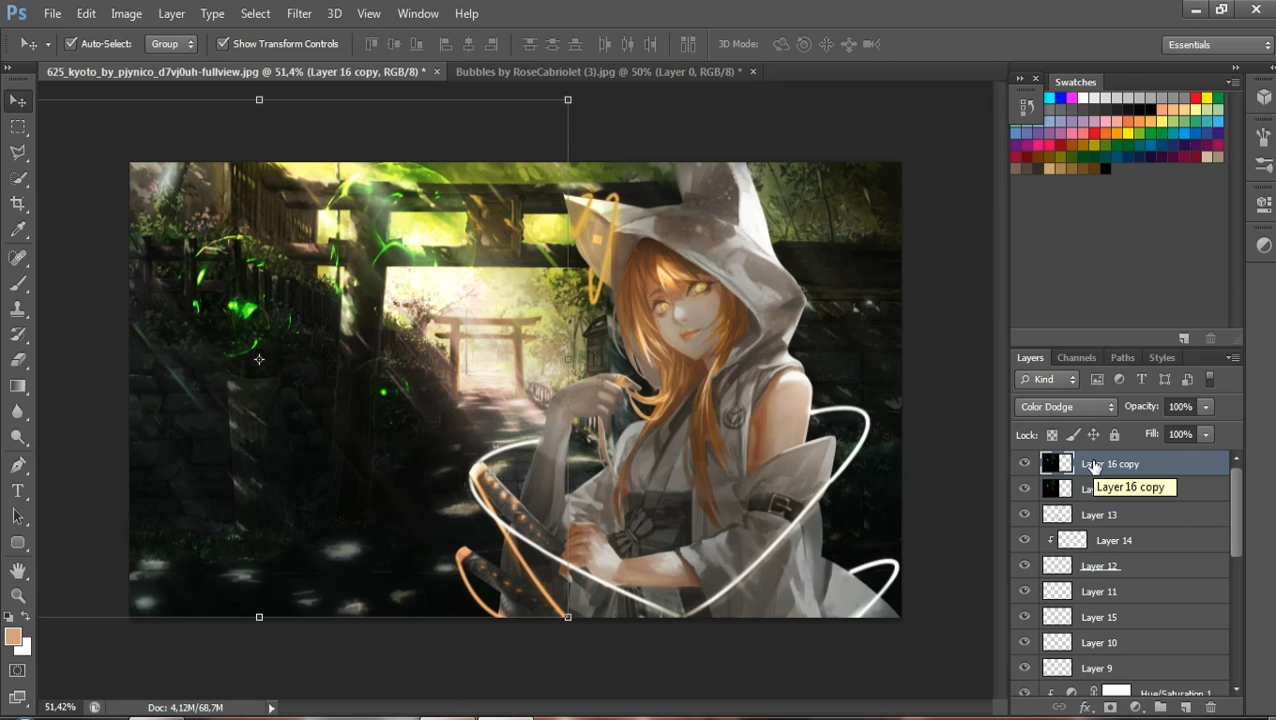 Ps File Edit Image Layer Type Select Filter 3D View Window Help
Auto-Select: Group Show Transform Controls 3D Mode: Essentials
625_kyoto_by_pjynico_d7vj0uh-fullview.jpg @ 51,4% (Layer 16 copy, RGB/8) * × Bubbles by RoseCabriolet (3).jpg @ 50% (Layer 0, RGB/8) * ×
Swatches
Layers Channels Paths Styles
Kind
Color Dodge Opacity: 100%
Lock: Fill: 100%
Layer 16 copy
Layer 16 copy
Layer 13
Layer 14
Layer 12
Layer 11
Layer 15
Layer 10
Layer 9
Hue/Saturation 1
51,42% Doc: 4,12M/68,7M